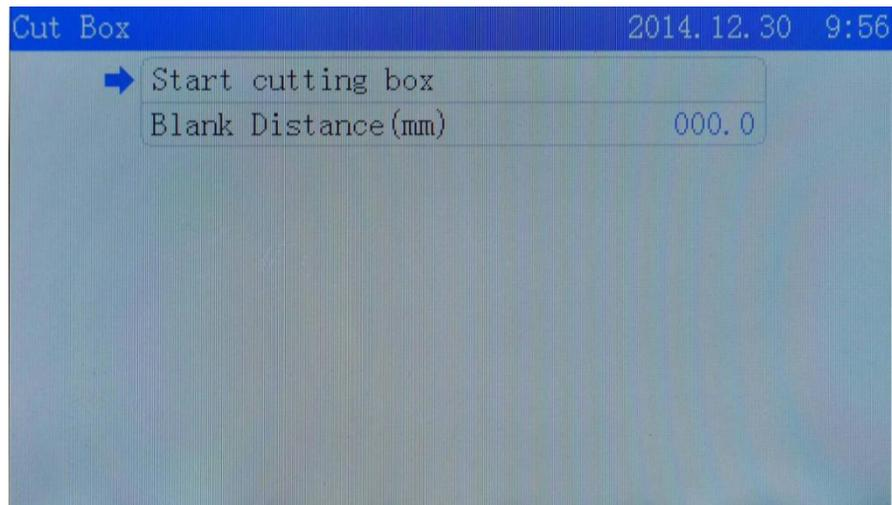 Cut Box 2014.12.30 9:56
Start cutting box
Blank Distance(mm) 000.0